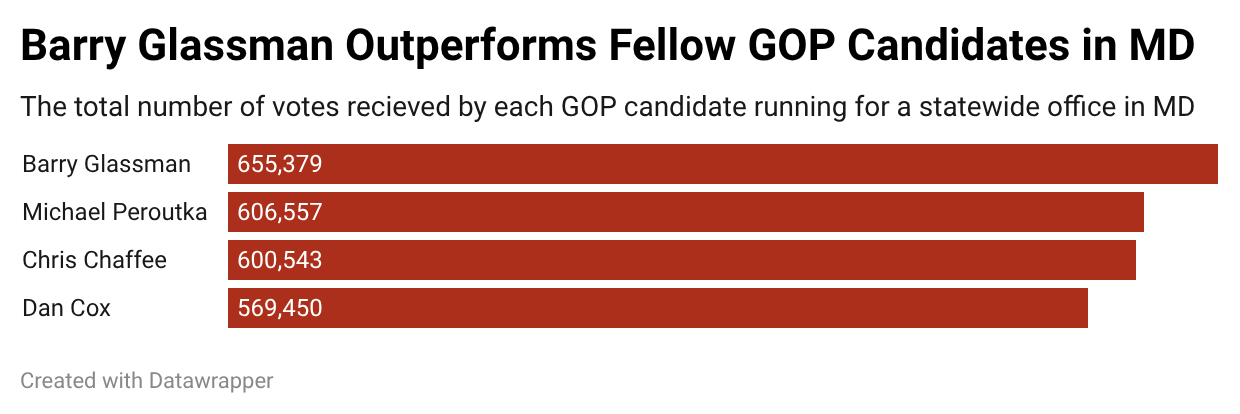 Barry Glassman Outperforms Fellow GOP Candidates in MD
The total number of votes recieved by each GOP candidate running for a statewide office in MD
Barry Glassman 655,379
Michael Peroutka 606,557
Chris Chaffee 600,543
Dan Cox 569,450
Created with Datawrapper